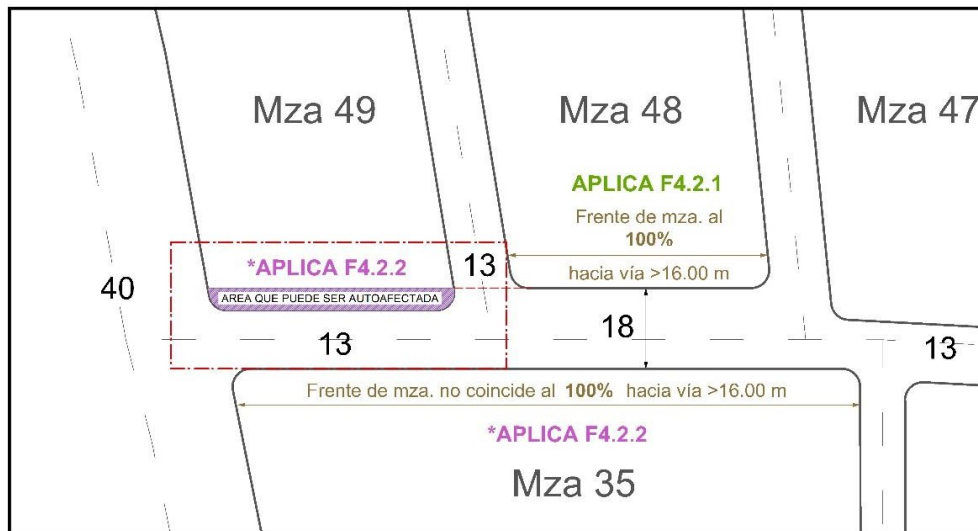 Mza 49
Mza 48
Mza 47
APLICA F4.2.1
Frente de mza. al
100%
hacia vía >16.00 m
*APLICA F4.2.2
13
40
AREA QUE PUEDE SER AUTOAFECTADA
18
13
13
Frente de mza. no coincide al 100% hacia vía >16.00 m
*APLICA F4.2.2
Mza 35